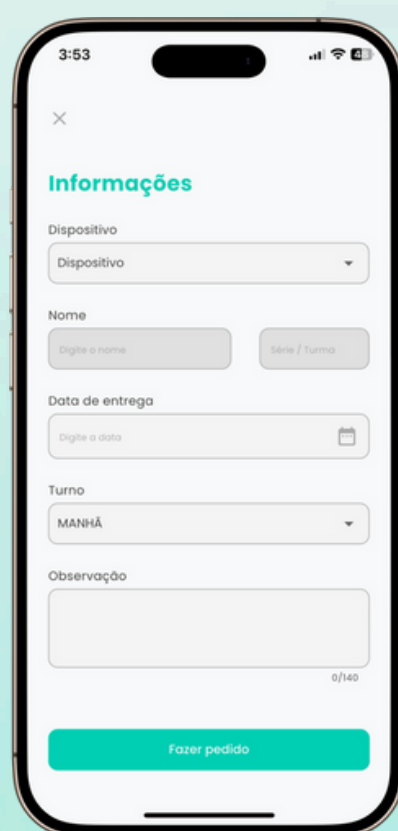 3:53
Informações
Dispositivo
Dispositivo
Nome
Digite o nome Série / Turma
Data de entrega
Digite a data
Turno
MANHÃ
Observação
0/140
Fazer pedido